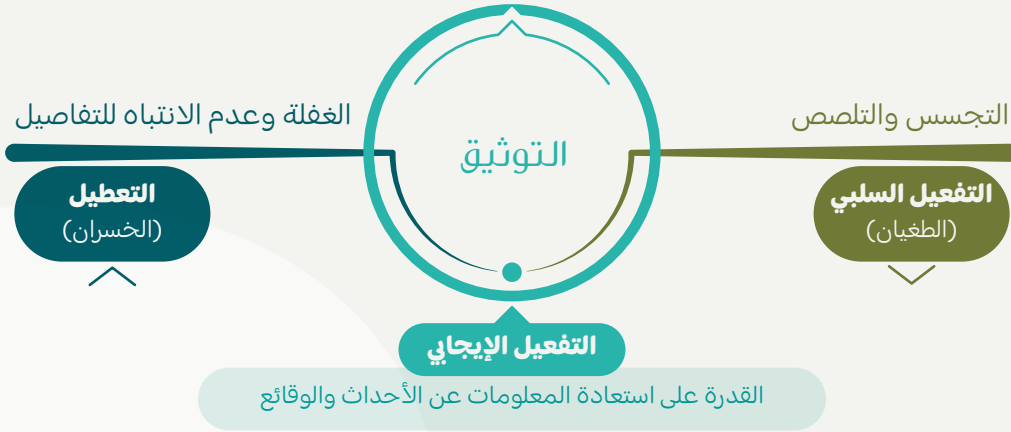 التجسس والتلصص
التفعيل السلبي
(الطغيان)
التوثيق
الغفلة وعدم الانتباه للتفاصيل
التعطيل
(الخسران)
التفعيل الإيجابي
القدرة على استعادة المعلومات عن الأحداث والوقائع